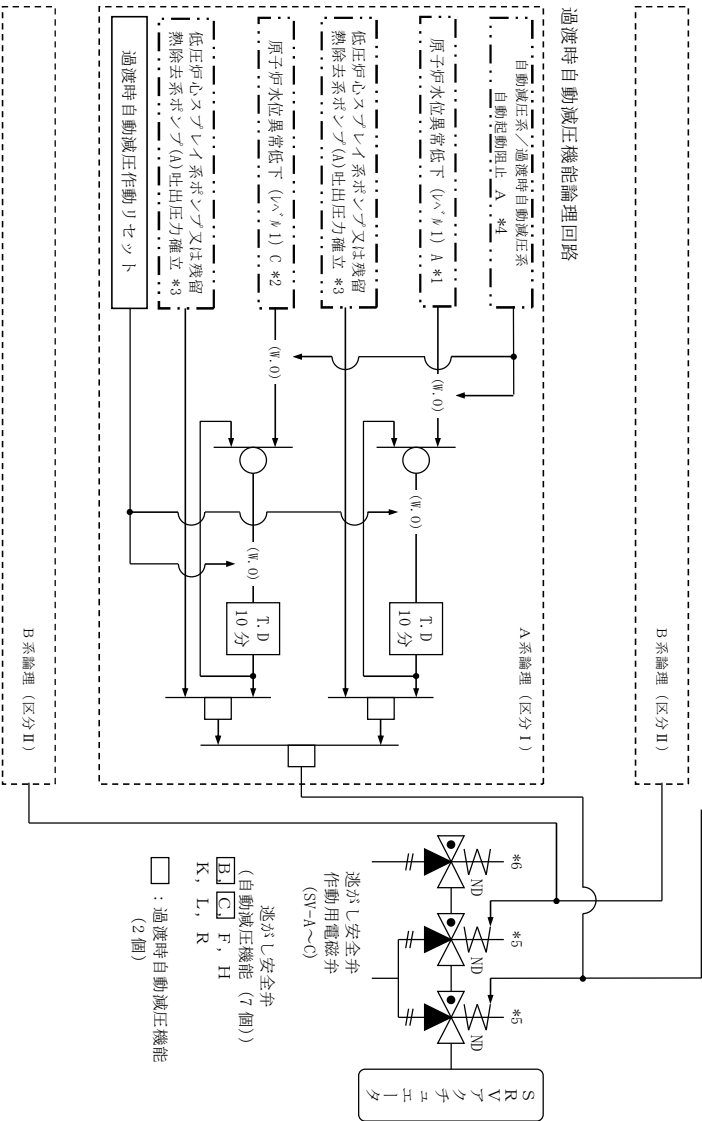 過渡時自動減圧機能論理回路
B系論理（区分Ⅱ）
A系論理（区分Ⅰ）
自動減圧系／過渡時自動減圧系
自動起動阻止 A *4
原子炉水位異常低下（ﾚﾍﾞﾙ1）A *1
低圧炉心スプレイ系ポンプ又は残留
熱除去系ポンプ(A)吐出圧力確立 *3
原子炉水位異常低下（ﾚﾍﾞﾙ1）C *2
低圧炉心スプレイ系ポンプ又は残留
熱除去系ポンプ(A)吐出圧力確立 *3
過渡時自動減圧作動リセット
(W.O)
(W.O)
(W.O)
(W.O)
T.D
10分
T.D
10分
B系論理（区分Ⅱ）
*6
ND
*5
ND
*5
ND
SRVアクチュエータ
逃がし安全弁
作動用電磁弁
(SV-A～C)
逃がし安全弁
（自動減圧機能（7個））
B, C, F, H
K, L, R
：過渡時自動減圧機能
（2個）